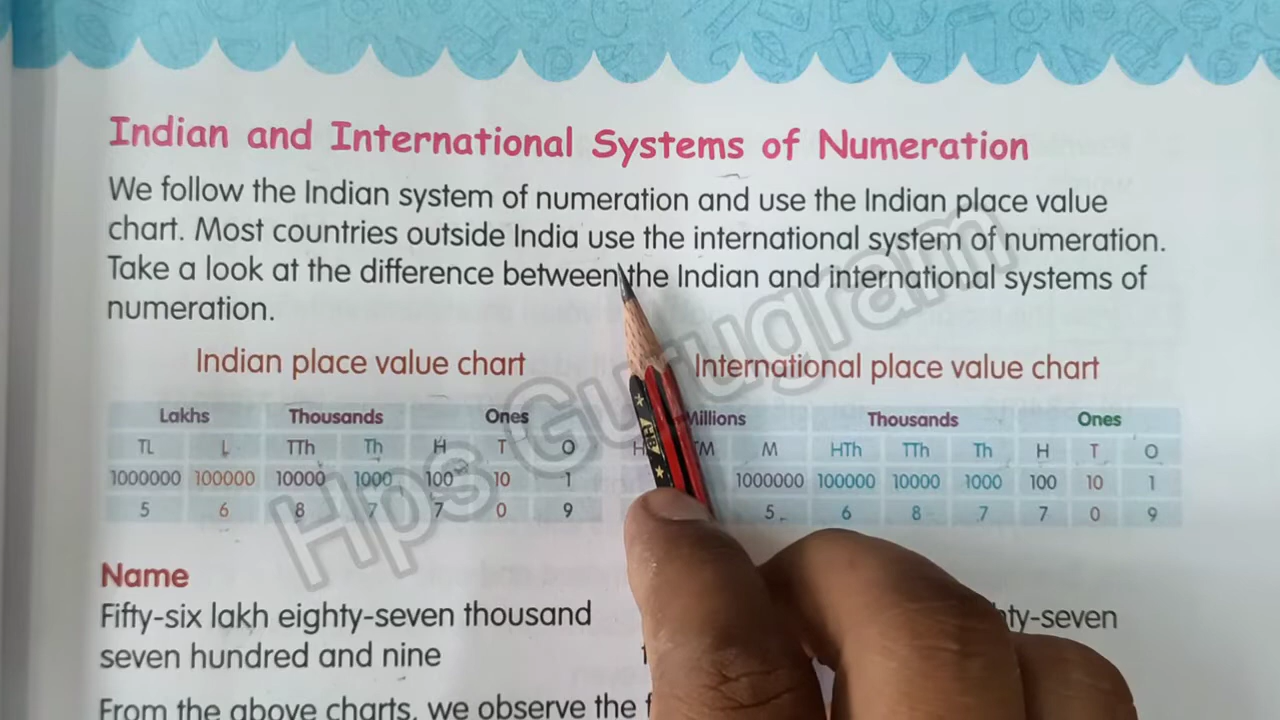 Indian and International Systems of Numeration
We follow the Indian system of numeration and use the Indian place value
chart. Most countries outside India use the international system of numeration.
Take a look at the difference between the Indian and international systems of
numeration.
Indian place value chart
Lakhs Thousands Ones
TL L TTh Th H T O
1000000 100000 10000 1000 100 10 1
5 6 8 7 7 0 9
International place value chart
Millions Thousands Ones
TM M HTh TTh Th H T O
1000000 100000 10000 1000 100 10 1
5 6 8 7 7 0 9
Name
Fifty-six lakh eighty-seven thousand
seven hundred and nine
ty-seven
From the above charts, we observe the
Hps Gurugram
HB